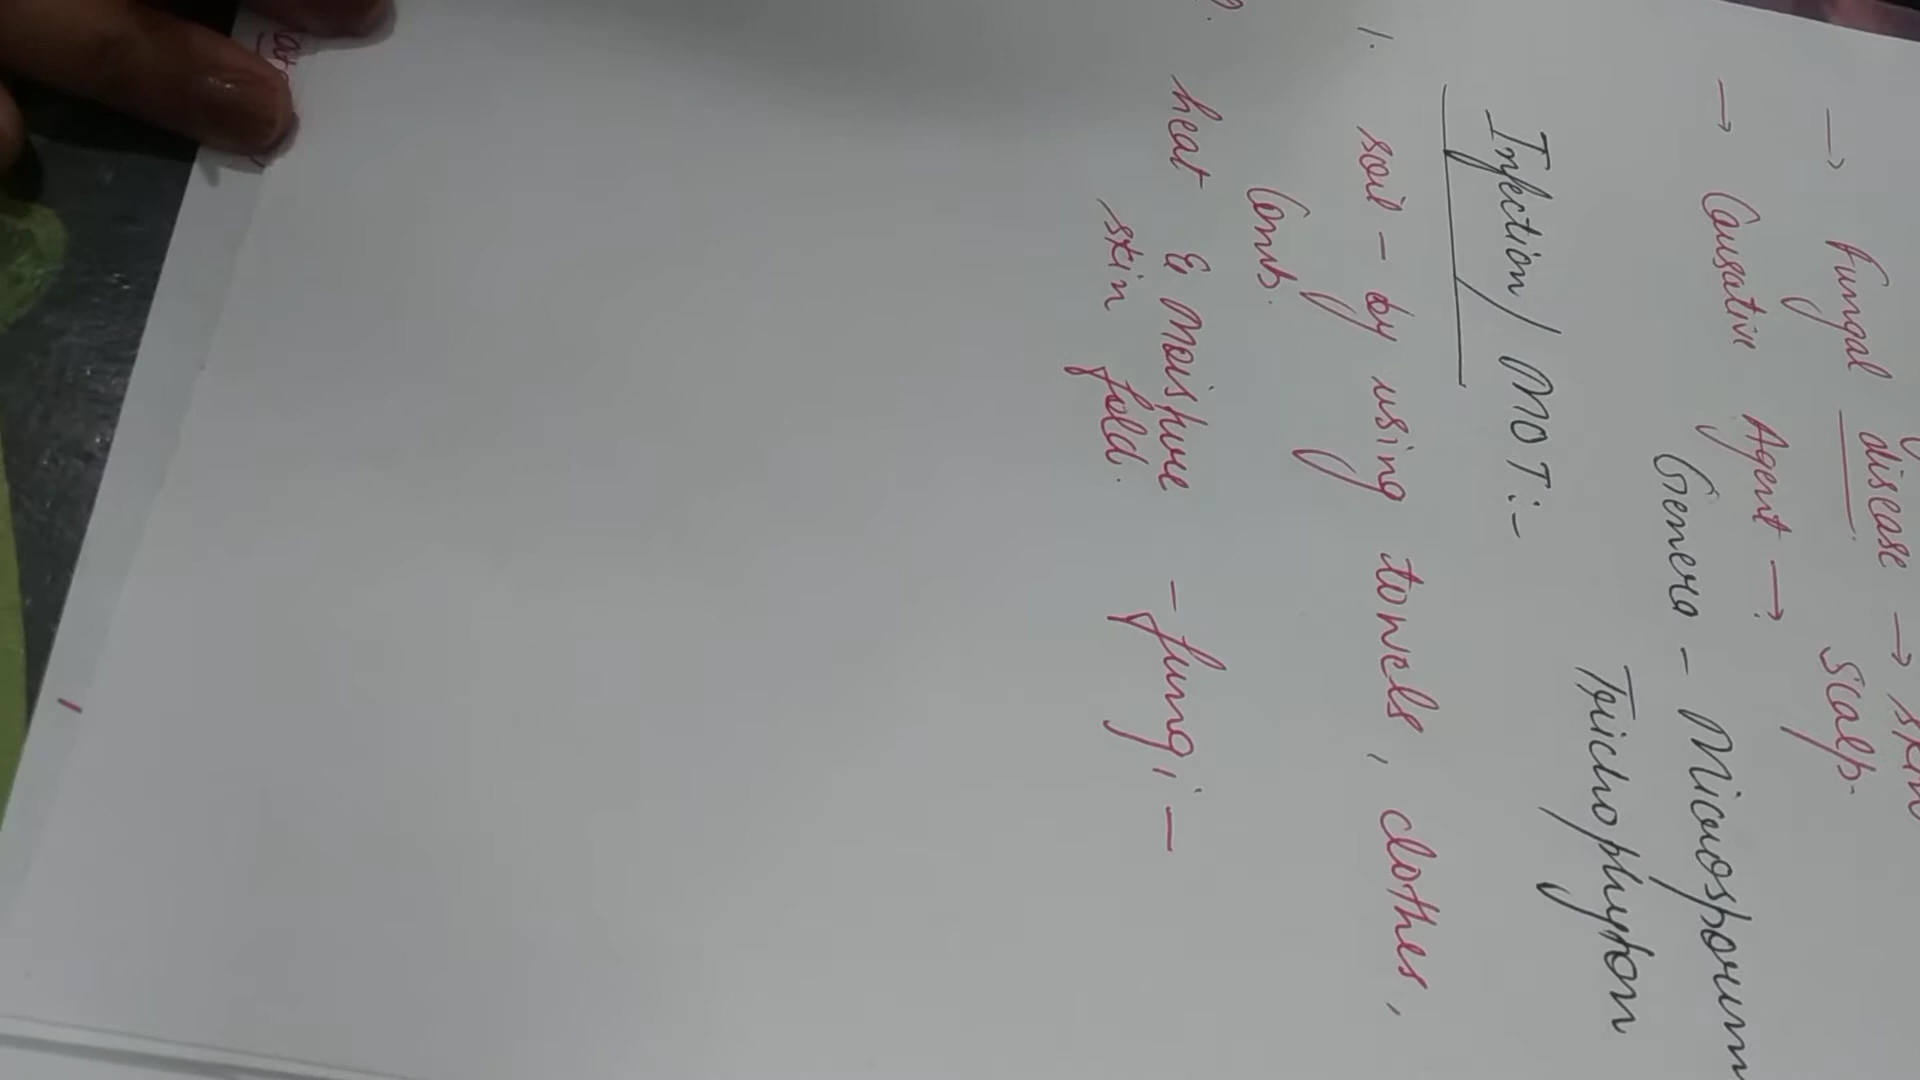 → Fungal disease → skin
scalp.
→ Causative Agent →
Genera - Microsporum
Trichophyton
Infection / MOT :-
1. soil - by using towels, clothes,
Comb.
heat & moisture - fungi -
skin fold.